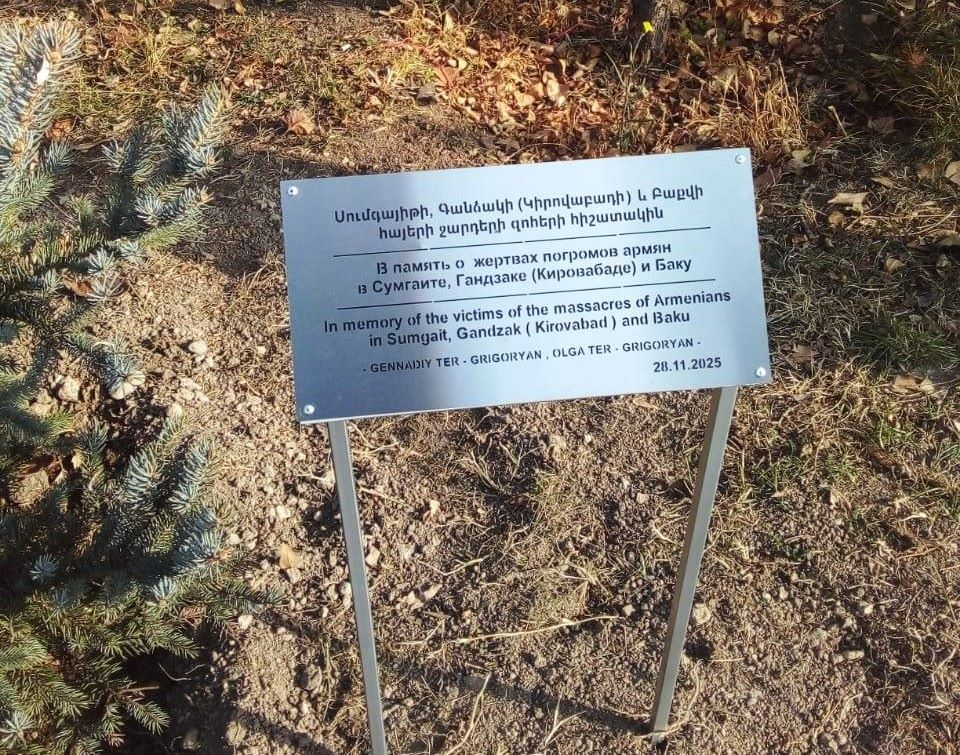 Սումգայիթի, Գանձակի (Կիրովաբադի) և Բաքվի
հայերի ջարդերի զոհերի հիշատակին
В память о жертвах погромов армян
в Сумгаите, Гандзаке (Кировабаде) и Баку
In memory of the victims of the massacres of Armenians
in Sumgait, Gandzak ( Kirovabad ) and Baku
- GENNADIY TER - GRIGORYAN , OLGA TER - GRIGORYAN -
28.11.2025